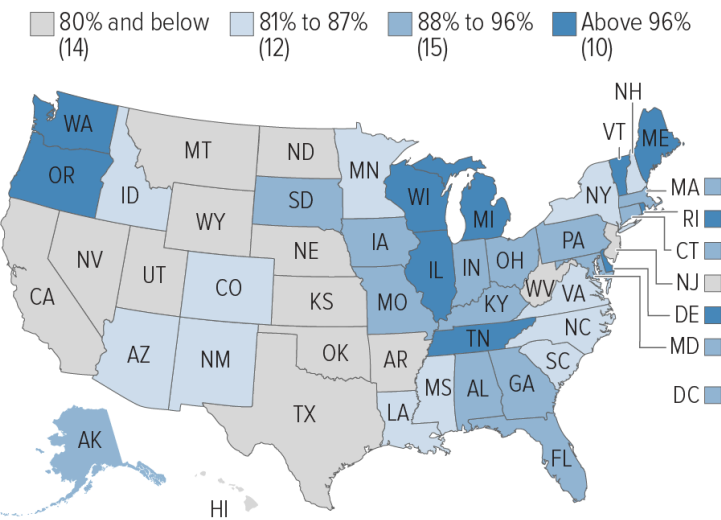 80% and below 81% to 87% 88% to 96% Above 96%
(14) (12) (15) (10)
NH
VT
WA ME
MT ND
OR MN
ID SD WI NY MA
WY MI RI
IA PA CT
NV NE OH
UT IL IN NJ
CA CO WV
KS MO KY VA DE
TN NC MD
AZ NM OK AR
SC
MS AL GA DC
TX LA
AK FL
HI